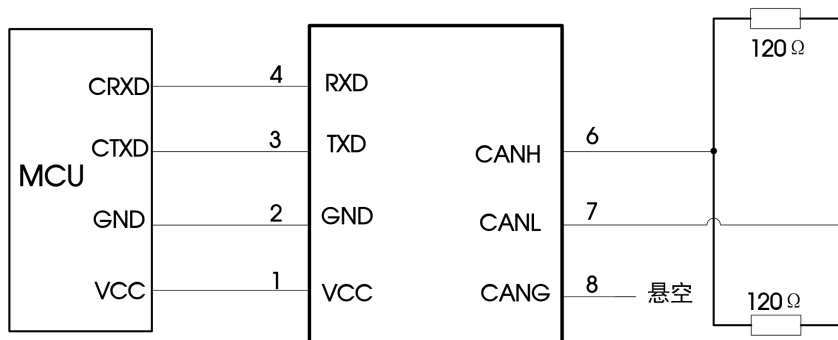 120Ω
CRXD 4 RXD
CTXD 3 TXD CANH 6
MCU
GND 2 GND CANL 7
VCC 1 VCC CANG 8 悬空
120Ω